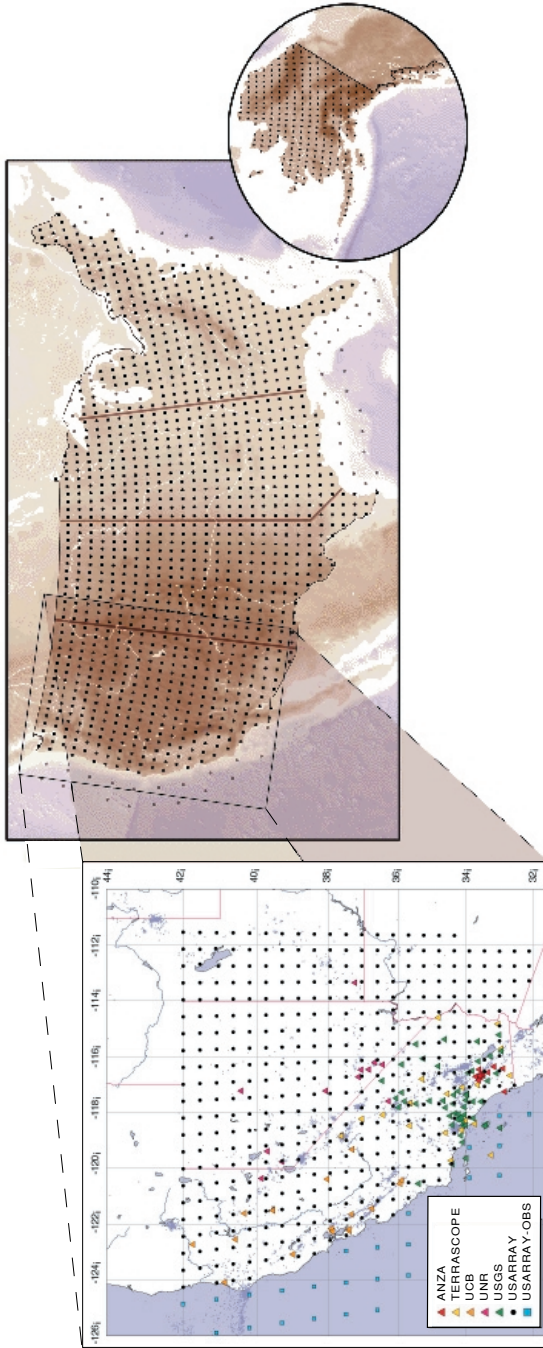 -126¡ -124¡ -122¡ -120¡ -118¡ -116¡ -114¡ -112¡ -110¡
44¡
42¡
40¡
38¡
36¡
34¡
32¡
ANZA
TERRASCOPE
UCB
UNR
USGS
USARRAY
USARRAY-OBS